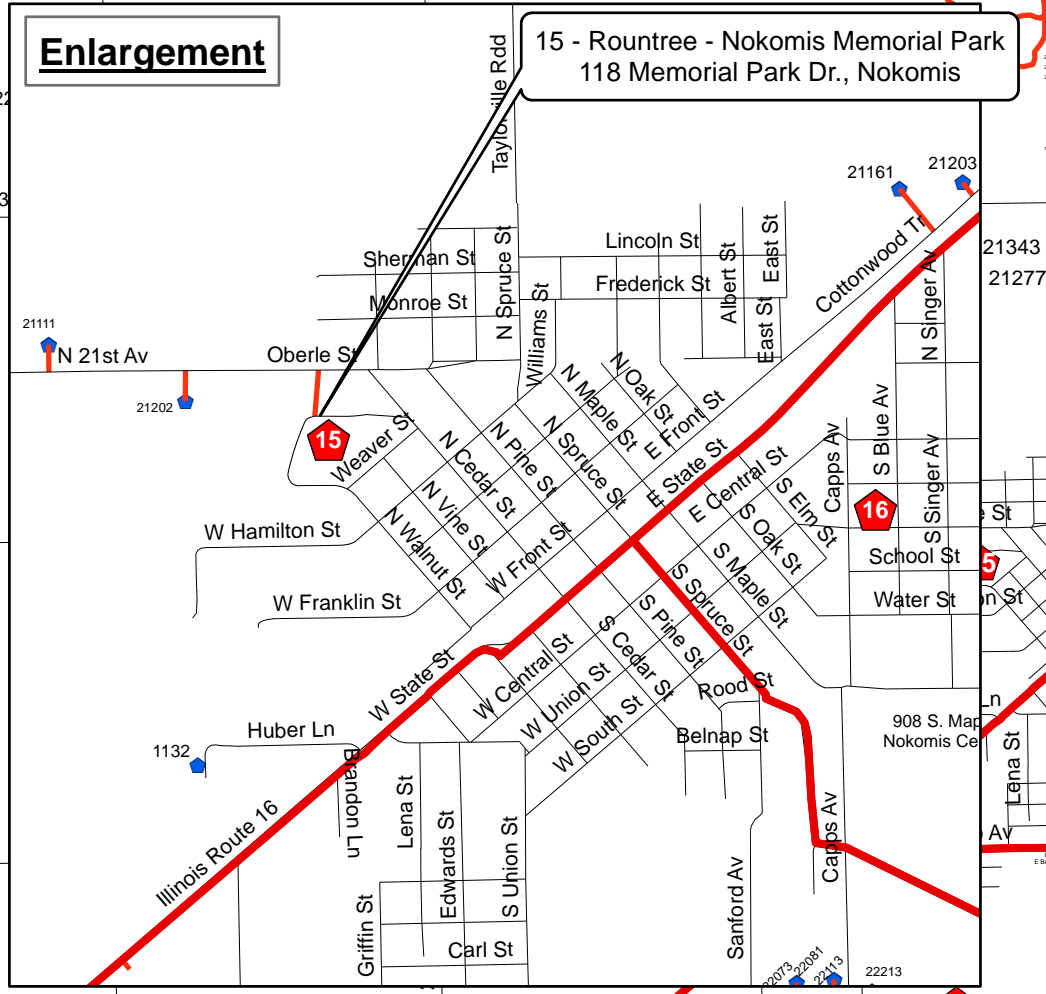 Enlargement
15 - Rountree - Nokomis Memorial Park
118 Memorial Park Dr., Nokomis
21161
21203
Cottonwood Tr
21343
21277
Lincoln St
Sherman St
N Spruce St
Albert St
East St
Frederick St
Monroe St
Williams St
East St
N Singer Av
21111
N 21st Av
Oberle St
21202
N Oak St
N Maple St
E Front St
15
Weaver St
N Cedar St
N Pine St
N Spruce St
E State St
E Central St
Capps Av
S Blue Av
S Singer Av
N Vine St
S Elm St
S Oak St
16
W Hamilton St
N Walnut St
W Front St
S Maple St
School St
5
W Franklin St
S Spruce St
S Pine St
Water St
S Cedar St
W State St
W Central St
W Union St
W South St
Rood St
Huber Ln
Belnap St
908 S. Map
Nokomis Ce
Ln
1132
Brandon Ln
Lena St
Lena St
Illinois Route 16
Edwards St
S Union St
Capps Av
Av
Sanford Av
Griffin St
Carl St
22073
22081
22113
22213